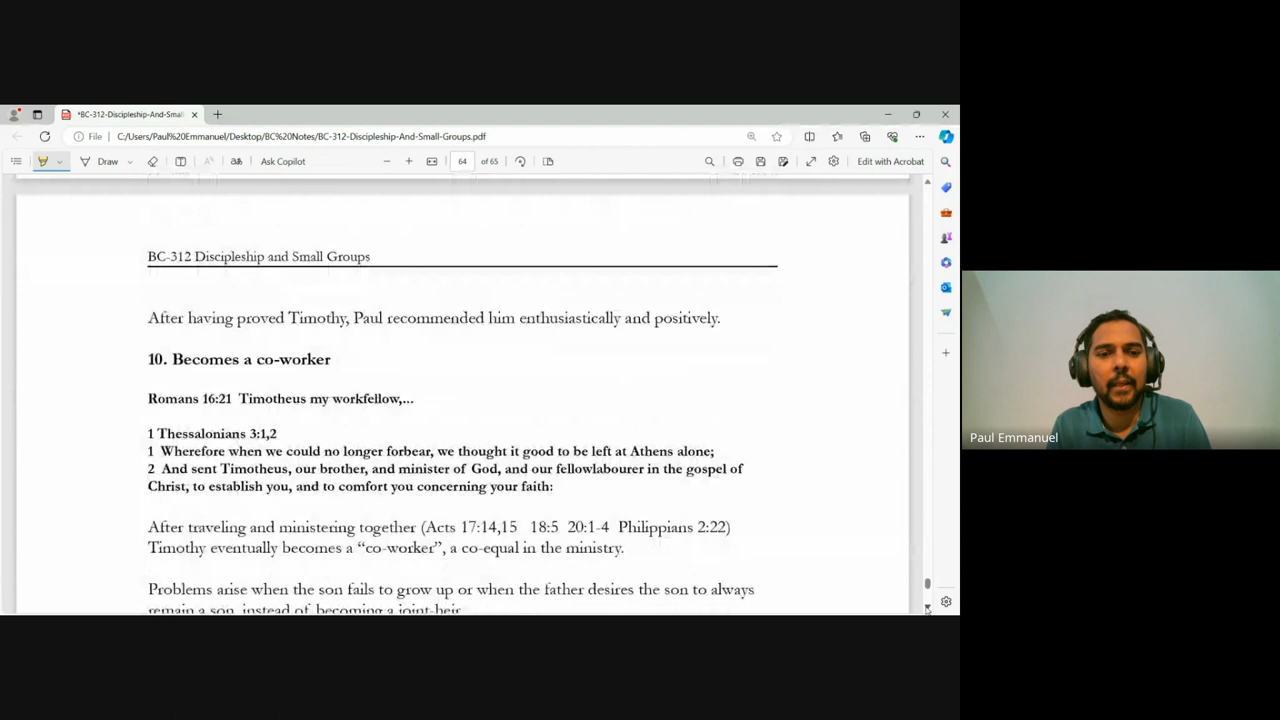 *BC-312-Discipleship-And-Smal
File
C:/Users/Paul%20Emmanuel/Desktop/BC%20Notes/BC-312-Discipleship-And-Small-Groups.pdf
Draw
Ask Copilot
64 of 65
Edit with Acrobat
BC-312 Discipleship and Small Groups
After having proved Timothy, Paul recommended him enthusiastically and positively.
10. Becomes a co-worker
Romans 16:21 Timotheus my workfellow,...
1 Thessalonians 3:1,2
1 Wherefore when we could no longer forbear, we thought it good to be left at Athens alone;
2 And sent Timotheus, our brother, and minister of God, and our fellowlabourer in the gospel of
Christ, to establish you, and to comfort you concerning your faith:
After traveling and ministering together (Acts 17:14,15 18:5 20:1-4 Philippians 2:22)
Timothy eventually becomes a “co-worker”, a co-equal in the ministry.
Problems arise when the son fails to grow up or when the father desires the son to always
remain a son, instead of becoming a joint-heir
Paul Emmanuel